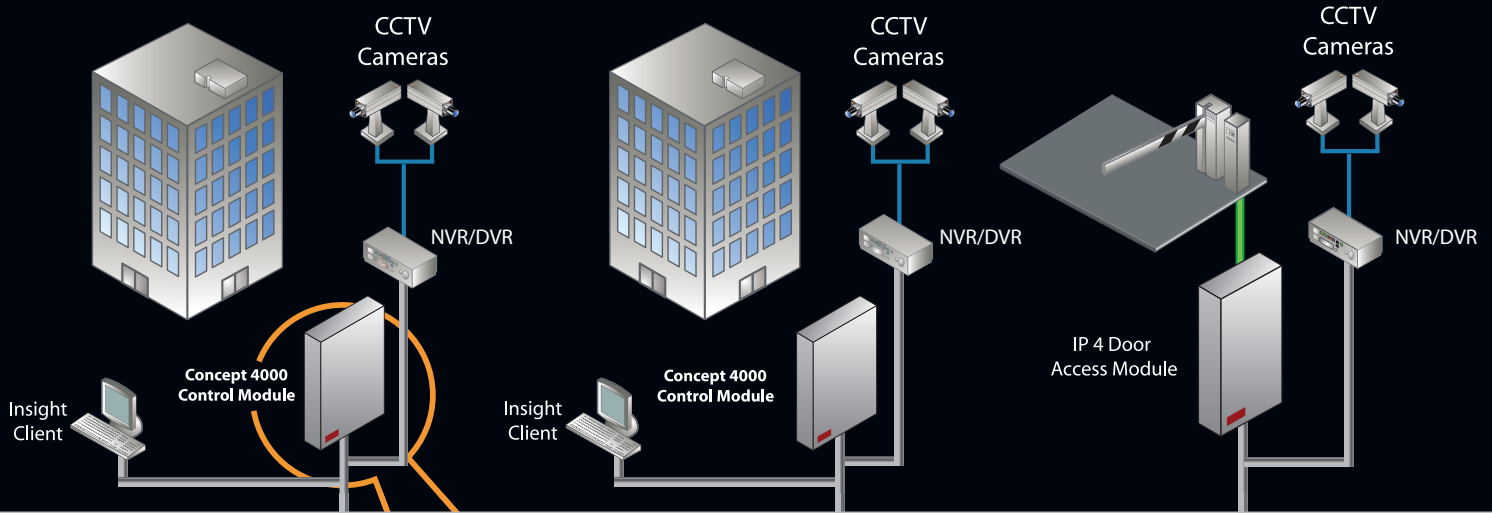 CCTV
Cameras
NVR/DVR
Concept 4000
Control Module
Insight
Client
CCTV
Cameras
NVR/DVR
Concept 4000
Control Module
Insight
Client
CCTV
Cameras
NVR/DVR
IP 4 Door
Access Module